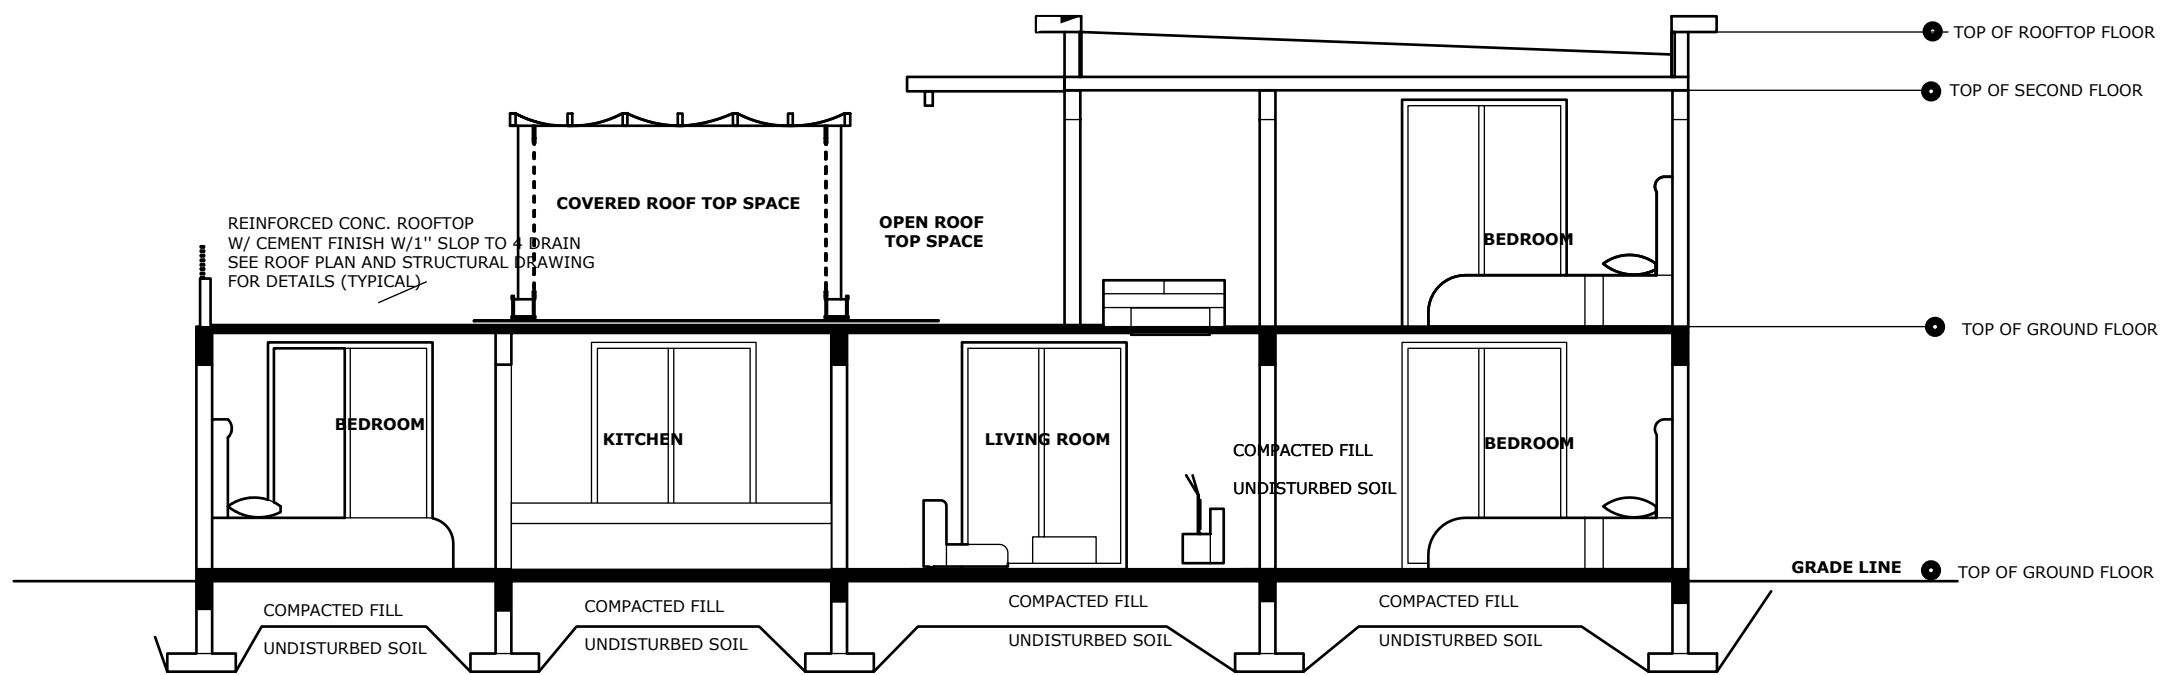 TOP OF ROOFTOP FLOOR
TOP OF SECOND FLOOR
COVERED ROOF TOP SPACE
REINFORCED CONC. ROOFTOP
W/ CEMENT FINISH W/1" SLOP TO 4 DRAIN
SEE ROOF PLAN AND STRUCTURAL DRAWING
FOR DETAILS (TYPICAL)
OPEN ROOF
TOP SPACE
BEDROOM
TOP OF GROUND FLOOR
BEDROOM
KITCHEN
LIVING ROOM
BEDROOM
COMPACTED FILL
UNDISTURBED SOIL
GRADE LINE
TOP OF GROUND FLOOR
COMPACTED FILL
UNDISTURBED SOIL
COMPACTED FILL
UNDISTURBED SOIL
COMPACTED FILL
UNDISTURBED SOIL
COMPACTED FILL
UNDISTURBED SOIL